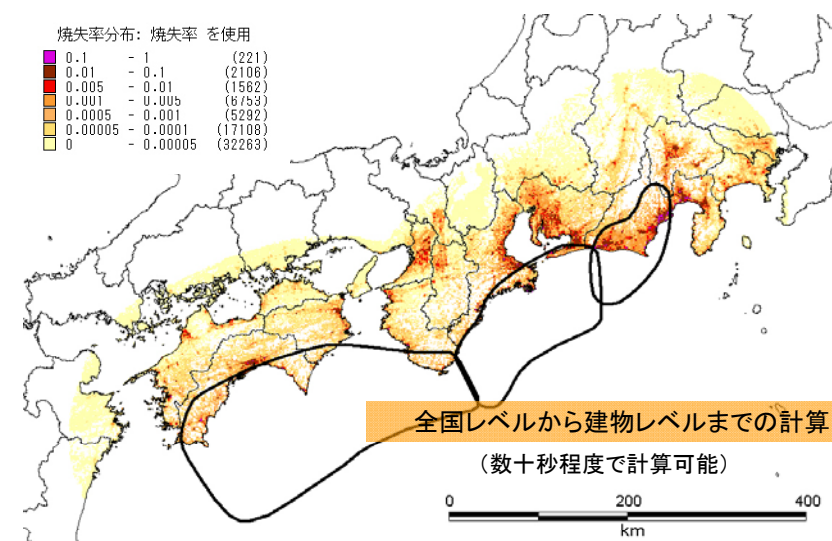 焼失率分布: 焼失率 を使用
0.1 - 1 (221)
0.01 - 0.1 (2106)
0.005 - 0.01 (1562)
0.001 - 0.005 (6753)
0.0005 - 0.001 (5292)
0.00005 - 0.0001 (17108)
0 - 0.00005 (32263)
全国レベルから建物レベルまでの計算
（数十秒程度で計算可能）
0 200 400
km